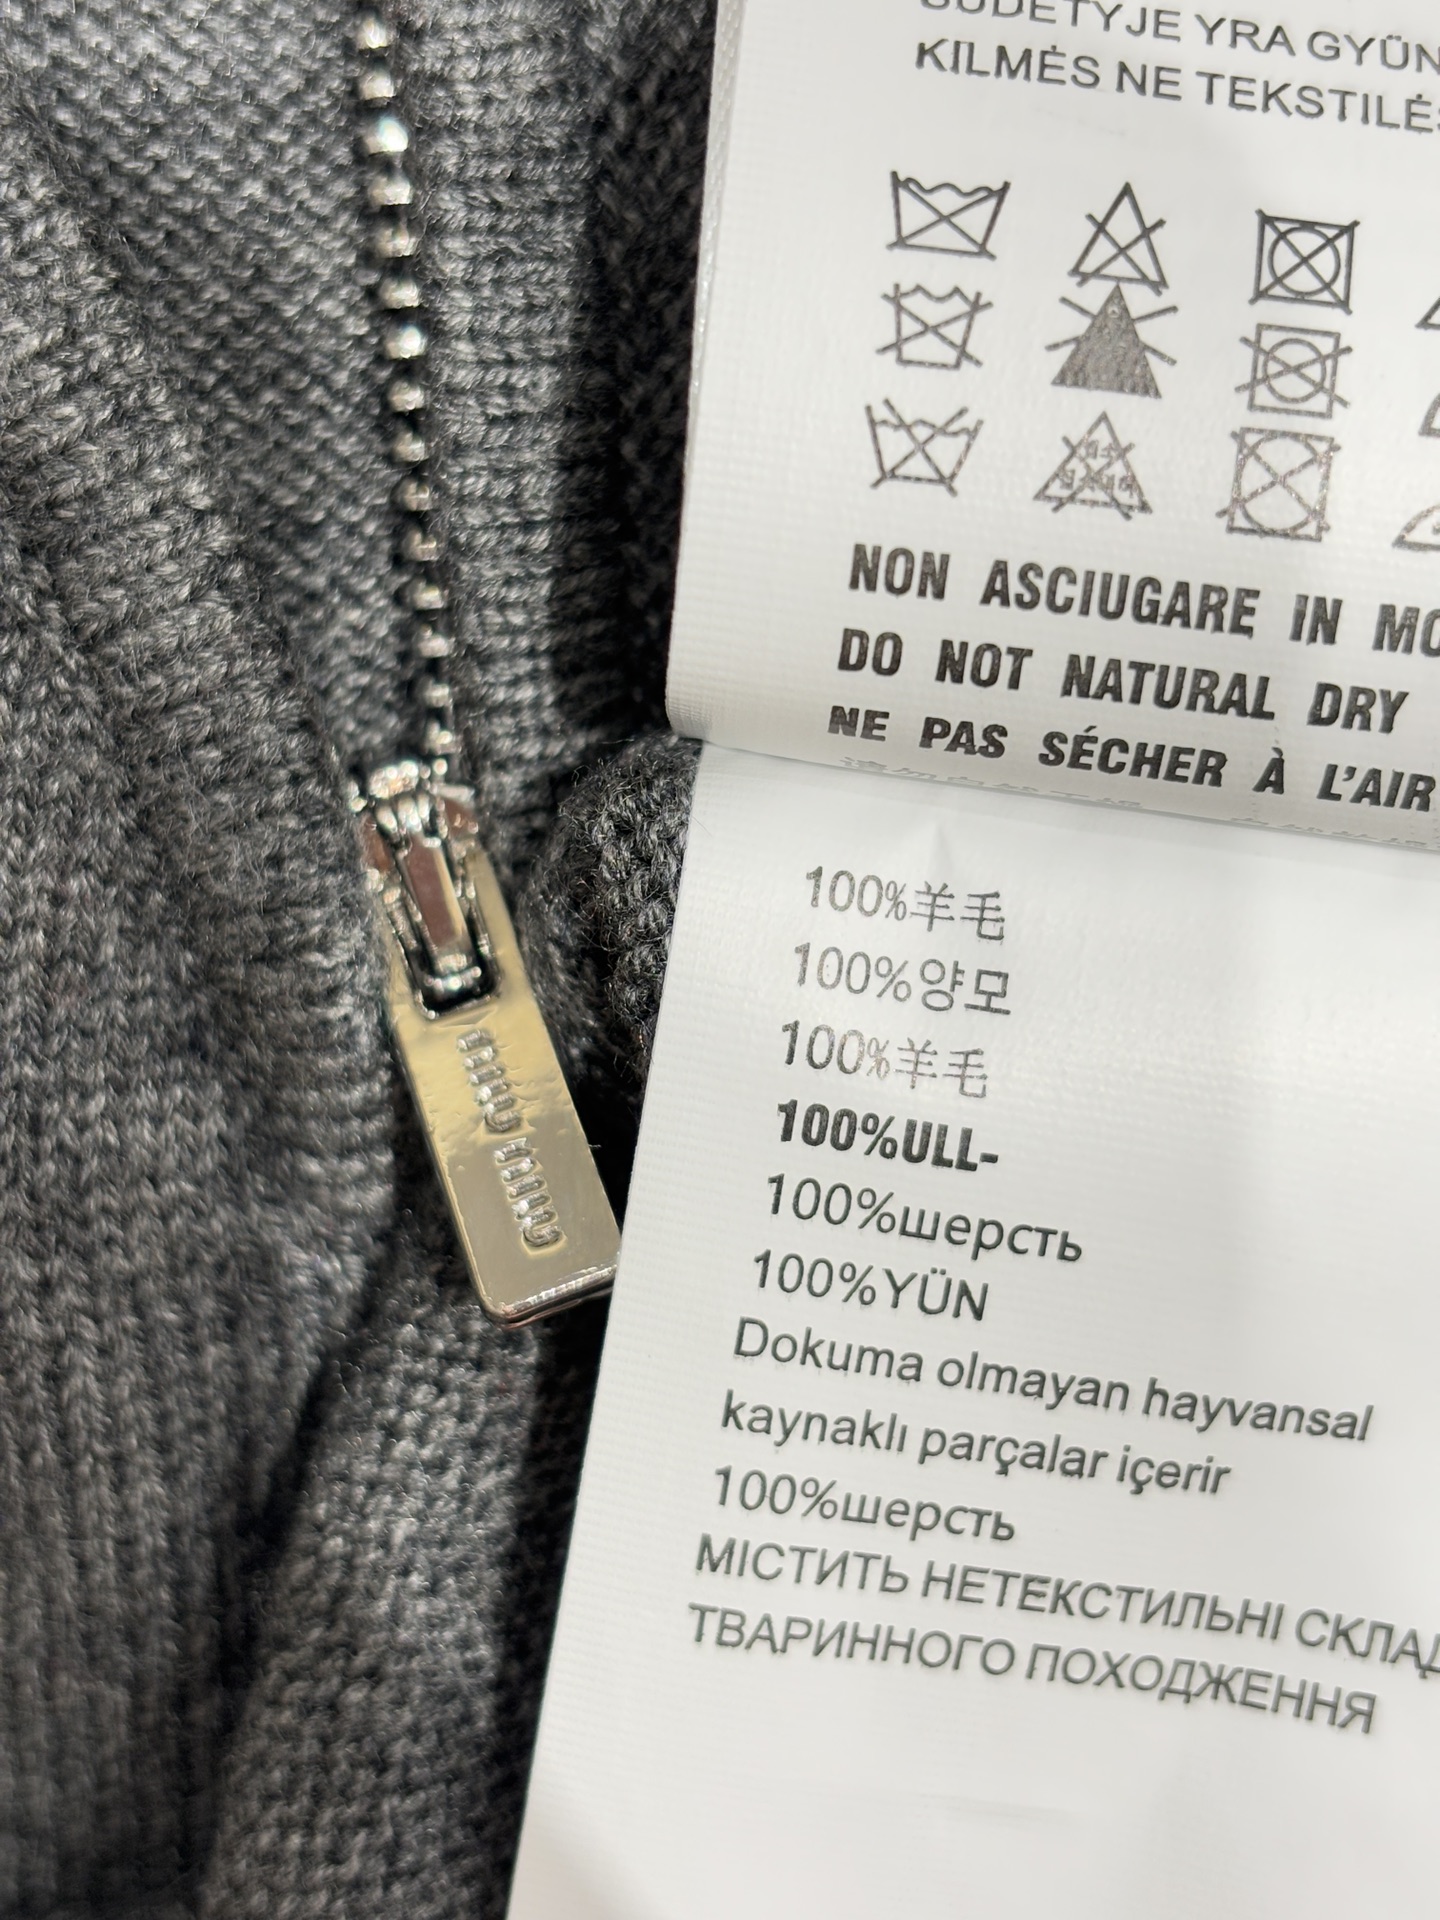 SUDĖTYJE YRA GYŪN
KILMĖS NE TEKSTILĖS
NON ASCIUGARE IN MO
DO NOT NATURAL DRY
NE PAS SÉCHER À L'AIR
100%羊毛
100%양모
100%羊毛
100%ULL-
100%шерсть
100%YÜN
Dokuma olmayan hayvansal
kaynaklı parçalar içerir
100%шерсть
МІСТИТЬ НЕТЕКСТИЛЬНІ СКЛАД
ТВАРИННОГО ПОХОДЖЕННЯ
miu miu